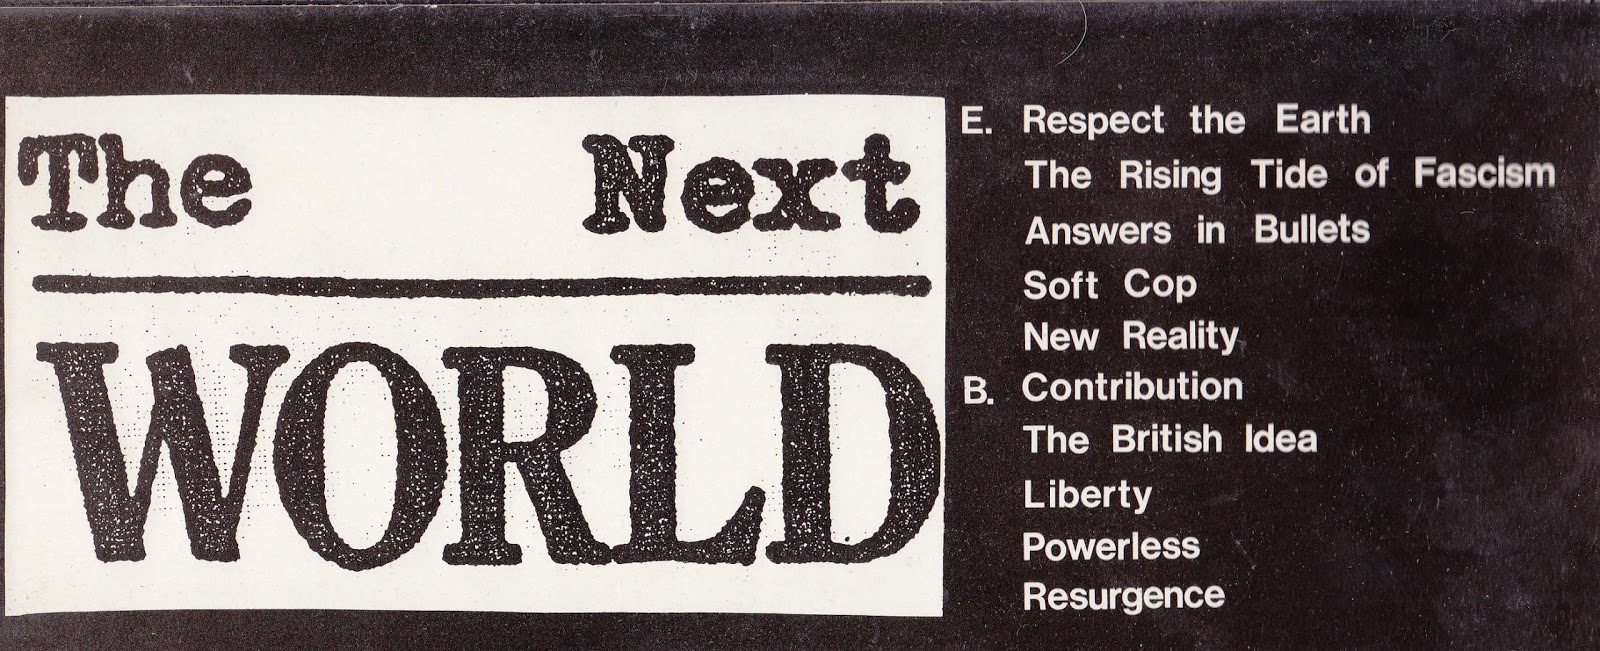 The Next
WORLD
E. Respect the Earth
The Rising Tide of Fascism
Answers in Bullets
Soft Cop
New Reality
B. Contribution
The British Idea
Liberty
Powerless
Resurgence